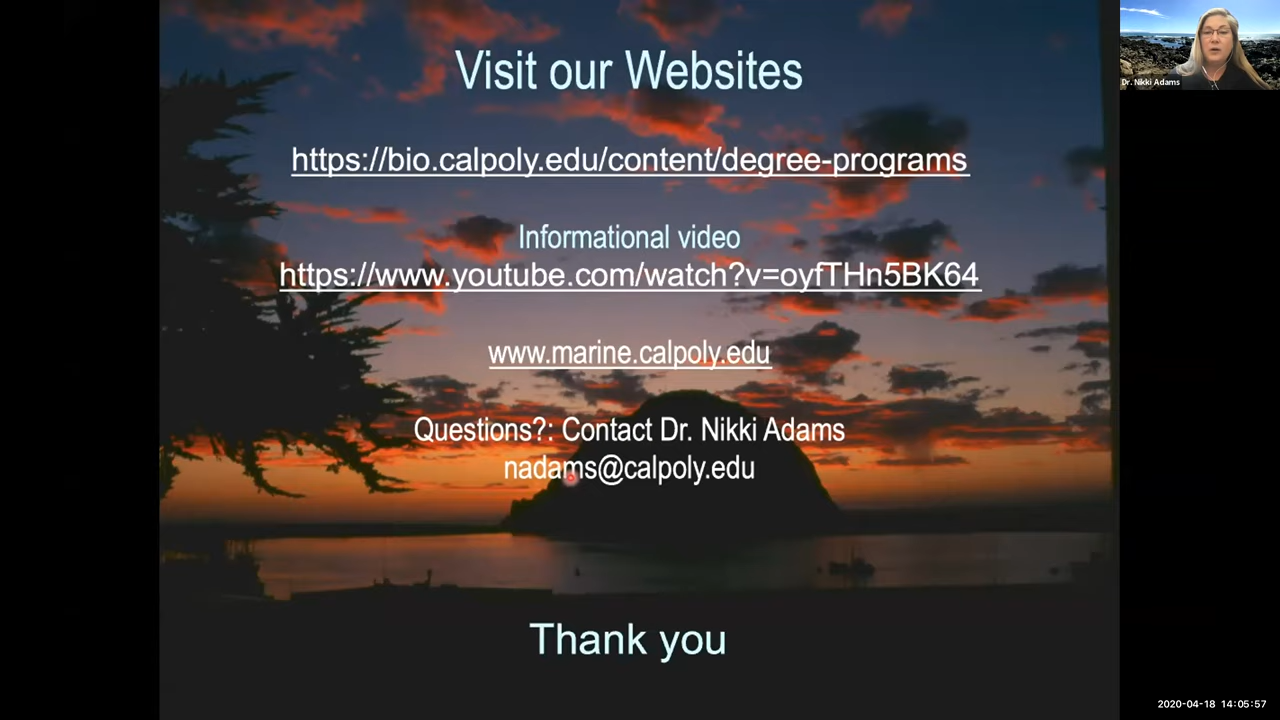 Visit our Websites
https://bio.calpoly.edu/content/degree-programs
Informational video
https://www.youtube.com/watch?v=oyfTHn5BK64
www.marine.calpoly.edu
Questions?: Contact Dr. Nikki Adams
nadams@calpoly.edu
Thank you
Dr. Nikki Adams
2020-04-18 14:05:57